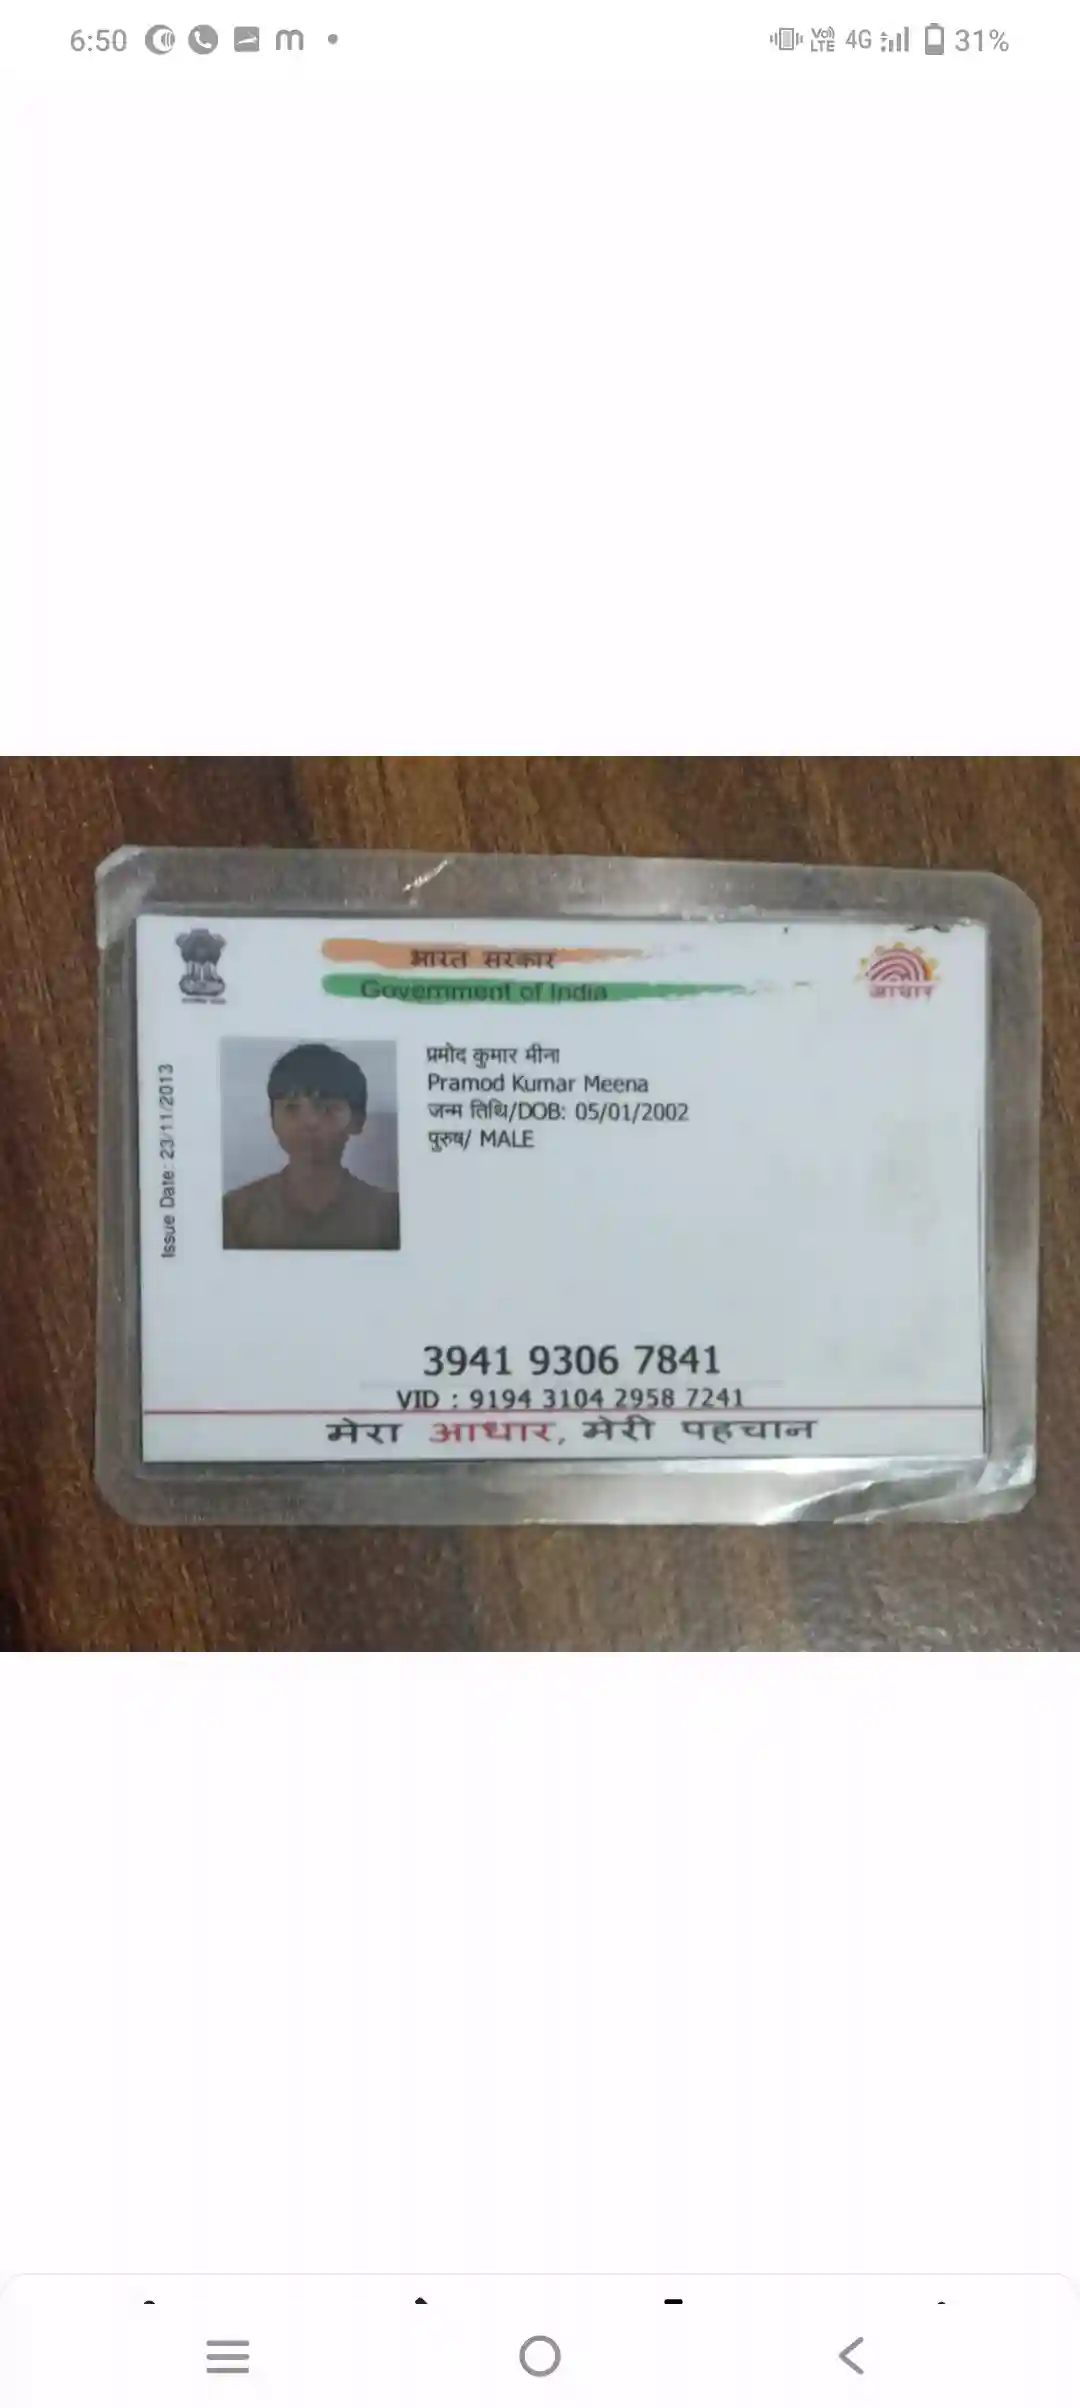 6:50 m 4G 31%
VoI) LTE
भारत सरकार
Government of India
आधार
Issue Date: 23/11/2013
प्रमोद कुमार मीना
Pramod Kumar Meena
जन्म तिथि/DOB: 05/01/2002
पुरुष/ MALE
3941 9306 7841
VID : 9194 3104 2958 7241
मेरा आधार, मेरी पहचान